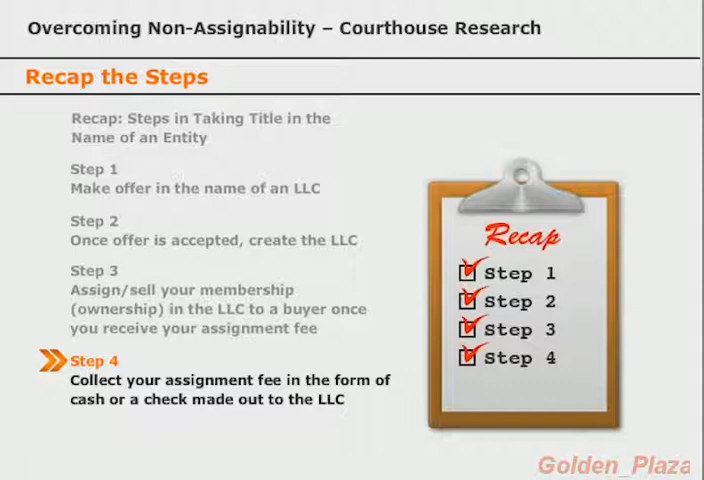 Overcoming Non-Assignability – Courthouse Research
Recap the Steps
Recap: Steps in Taking Title in the
Name of an Entity
Step 1
Make offer in the name of an LLC
Step 2
Once offer is accepted, create the LLC
Step 3
Assign/sell your membership
(ownership) in the LLC to a buyer once
you receive your assignment fee
Step 4
Collect your assignment fee in the form of
cash or a check made out to the LLC
Recap
Step 1
Step 2
Step 3
Step 4
Golden_Plaza